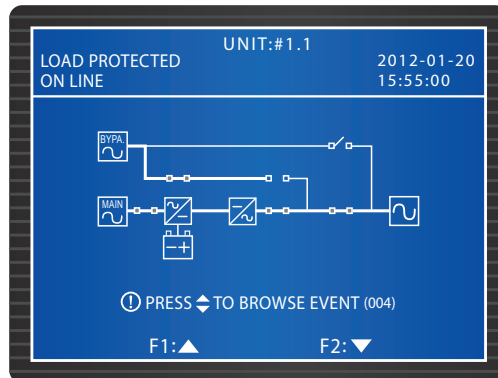 UNIT:#1.1
LOAD PROTECTED
ON LINE
2012-01-20
15:55:00
BYPA.
MAIN
PRESS TO BROWSE EVENT (004)
F1:
F2: